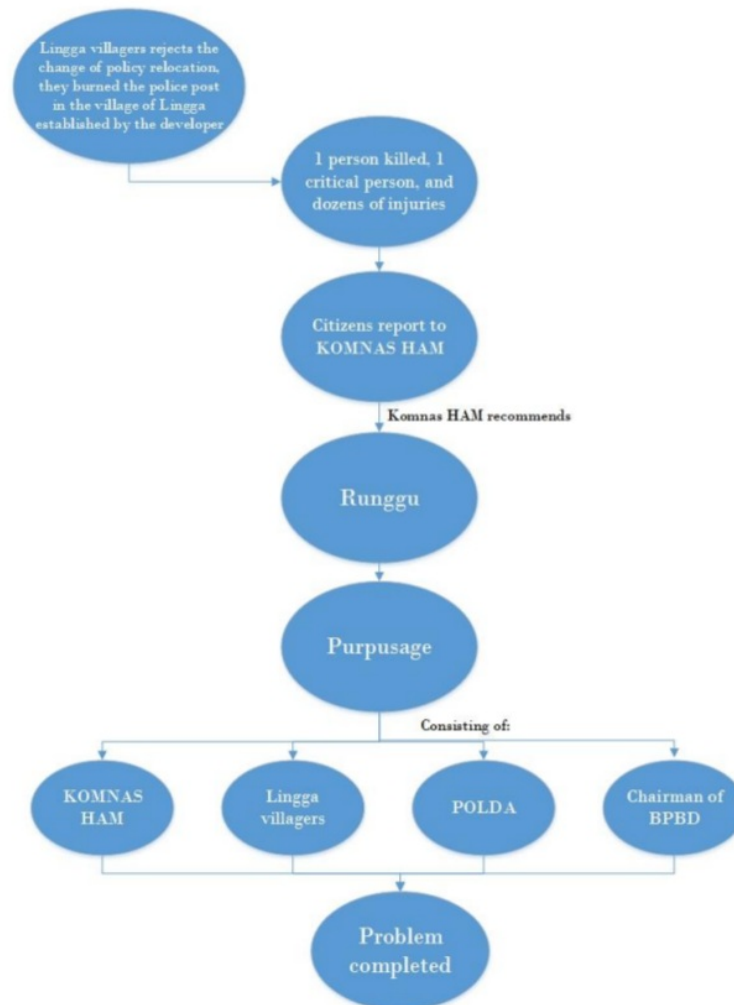 Lingga villagers rejects the
change of policy relocation,
they burned the police post
in the village of Lingga
established by the developer
1 person killed, 1
critical person, and
dozens of injuries
Citizens report to
KOMNAS HAM
Komnas HAM recommends
Runggu
Purpusage
Consisting of:
KOMNAS
HAM
Lingga
villagers
POLDA
Chairman of
BPBD
Problem
completed